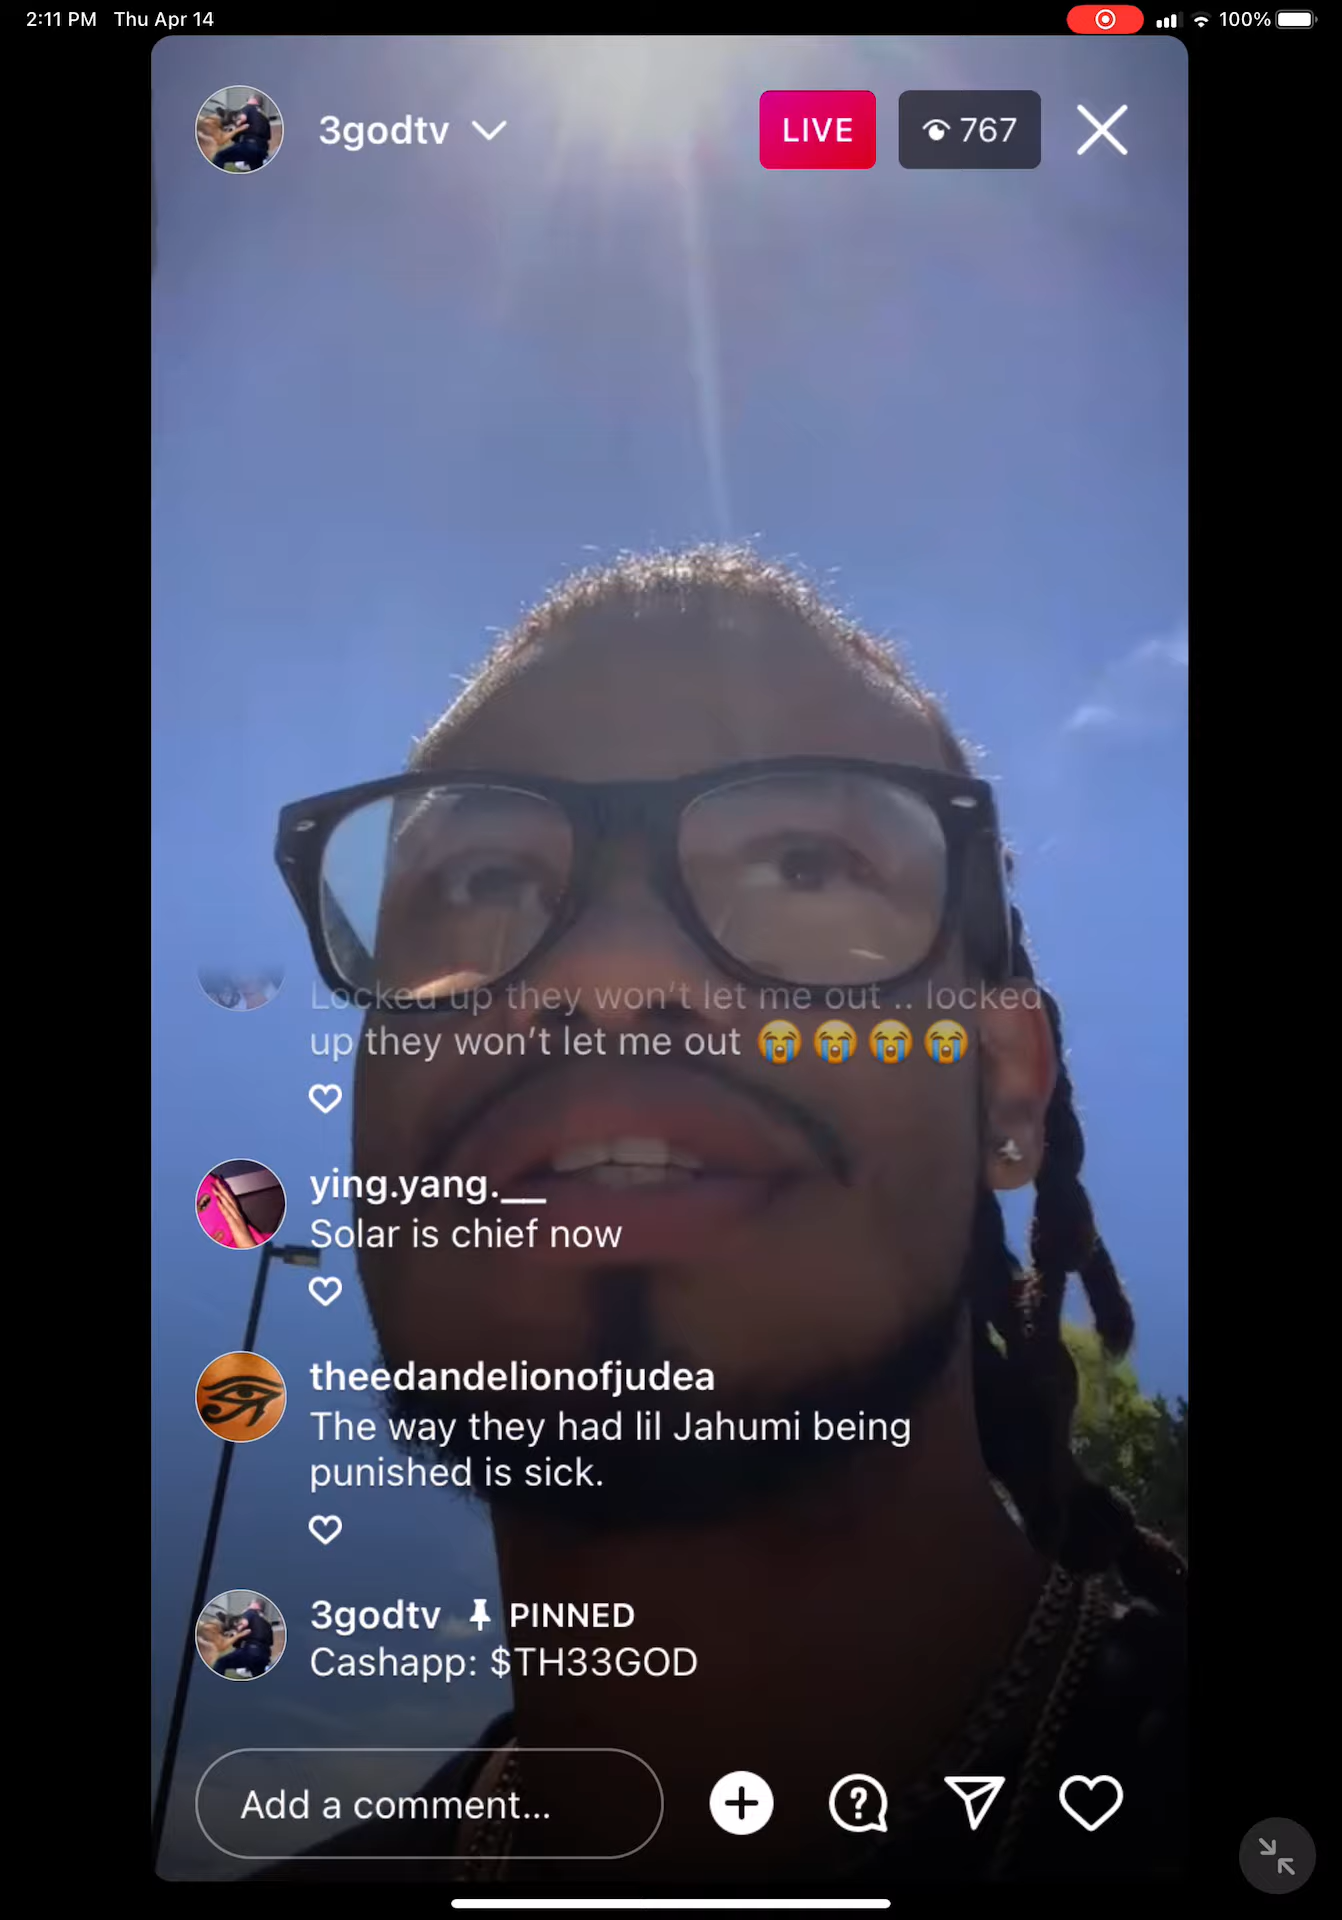 2:11 PM Thu Apr 14
100%
3godtv
LIVE
767
Locked up they won't let me out .. locked
up they won't let me out 😭😭😭😭
ying.yang.__
Solar is chief now
theedandelionofjudea
The way they had lil Jahumi being
punished is sick.
3godtv PINNED
Cashapp: $TH33GOD
Add a comment...